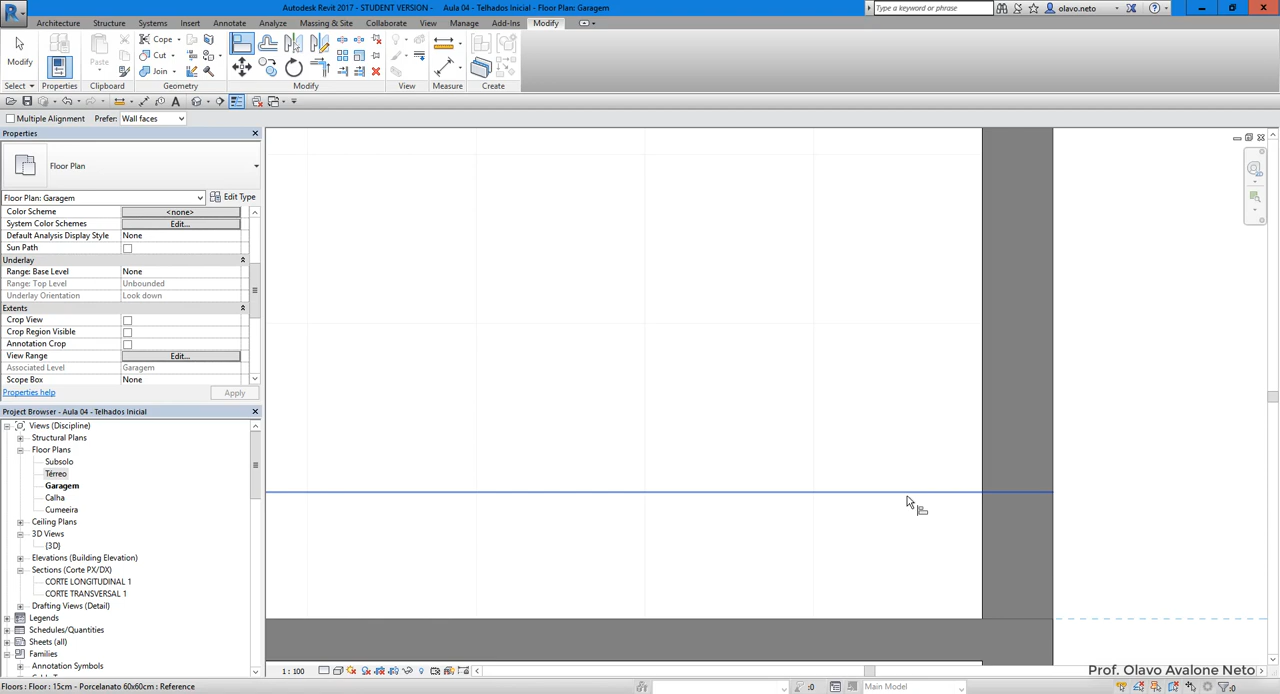 Autodesk Revit 2017 - STUDENT VERSION - Aula 04 - Telhados Inicial - Floor Plan: Garagem
Type a keyword or phrase
olavo.neto
Architecture Structure Systems Insert Annotate Analyze Massing & Site Collaborate View Manage Add-Ins Modify
Modify
Paste
Cope
Cut
Join
Select Properties Clipboard Geometry Modify View Measure Create
Multiple Alignment Prefer: Wall faces
Properties
Floor Plan
Floor Plan: Garagem Edit Type
Color Scheme <none>
System Color Schemes Edit...
Default Analysis Display Style None
Sun Path
Underlay
Range: Base Level None
Range: Top Level Unbounded
Underlay Orientation Look down
Extents
Crop View
Crop Region Visible
Annotation Crop
View Range Edit...
Associated Level Garagem
Scope Box None
Properties help Apply
Project Browser - Aula 04 - Telhados Inicial
Views (Discipline)
Structural Plans
Floor Plans
Subsolo
Térreo
Garagem
Calha
Cumeeira
Ceiling Plans
3D Views
{3D}
Elevations (Building Elevation)
Sections (Corte PX/DX)
CORTE LONGITUDINAL 1
CORTE TRANSVERSAL 1
Drafting Views (Detail)
Legends
Schedules/Quantities
Sheets (all)
Families
Annotation Symbols
1 : 100
Prof. Olavo Avalone Neto
Floors : Floor : 15cm - Porcelanato 60x60cm : Reference
:0
Main Model
:0